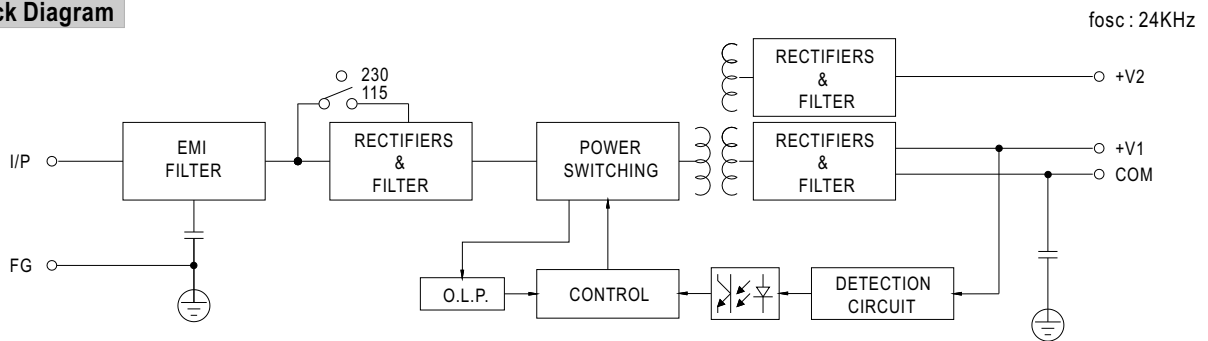 ck Diagram
fosc : 24KHz
RECTIFIERS
&
FILTER
+V2
230
115
I/P
EMI
FILTER
RECTIFIERS
&
FILTER
POWER
SWITCHING
RECTIFIERS
&
FILTER
+V1
COM
FG
O.L.P.
CONTROL
DETECTION
CIRCUIT